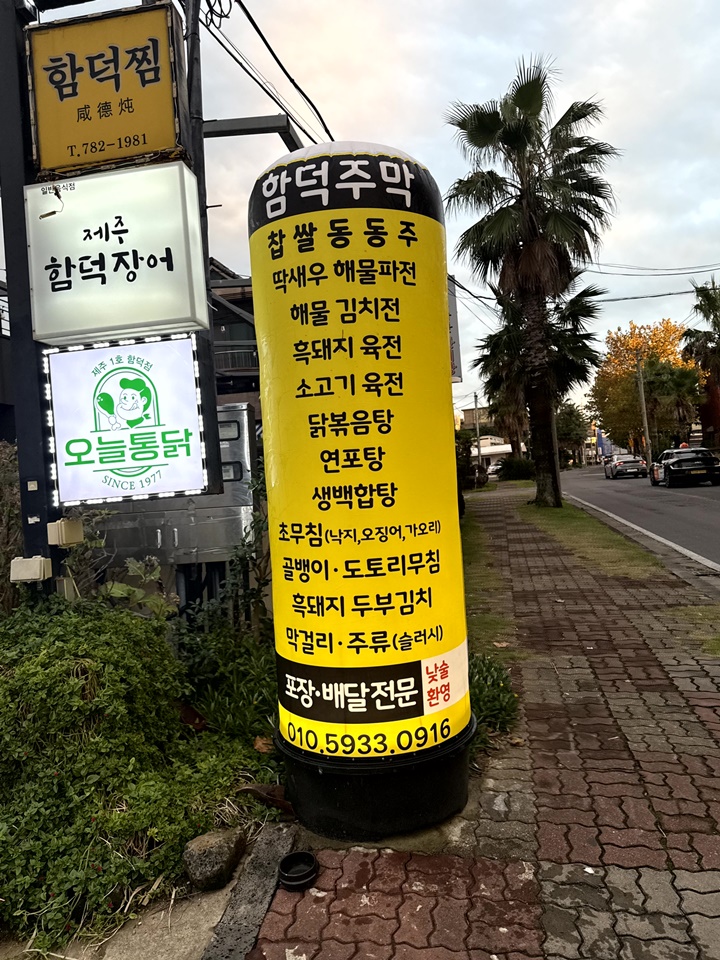 함덕찜
咸德炖
T.782-1981
일반음식점
제주
함덕장어
제주 1호 함덕점
오늘통닭
SINCE 1977
함덕주막
찹쌀동동주
딱새우 해물파전
해물 김치전
흑돼지 육전
소고기 육전
닭볶음탕
연포탕
생백합탕
초무침(낙지,오징어,가오리)
골뱅이·도토리무침
흑돼지 두부김치
막걸리·주류(슬러시)
포장·배달전문
낮술
환영
010.5933.0916